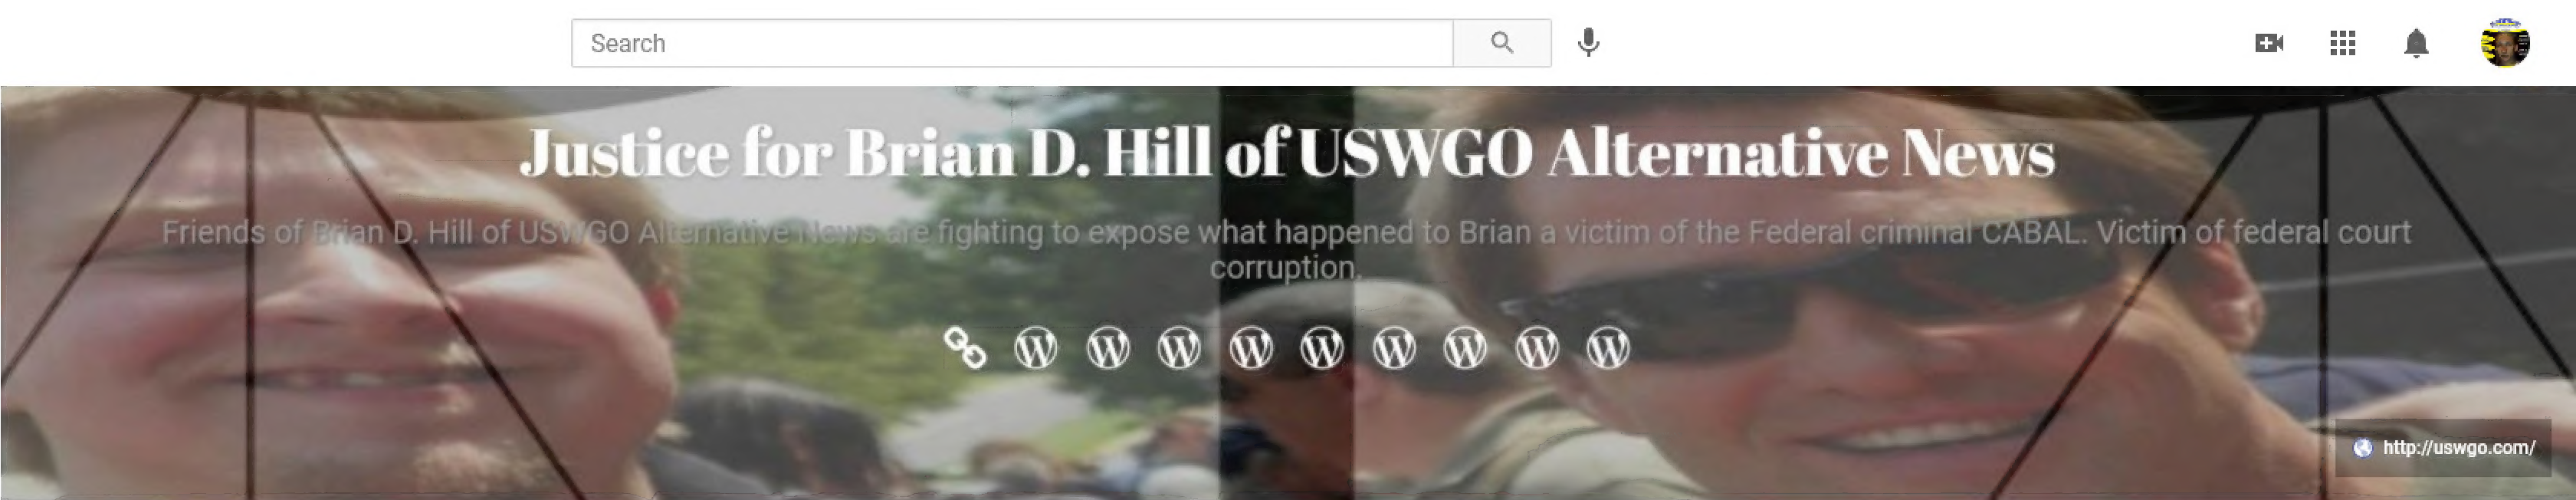 Search
Justice for Brian D. Hill of USWGO Alternative News
Friends of Brian D. Hill of USWGO Alternative News are fighting to expose what happened to Brian a victim of the Federal criminal CABAL. Victim of federal court
corruption.
http://uswgo.com/